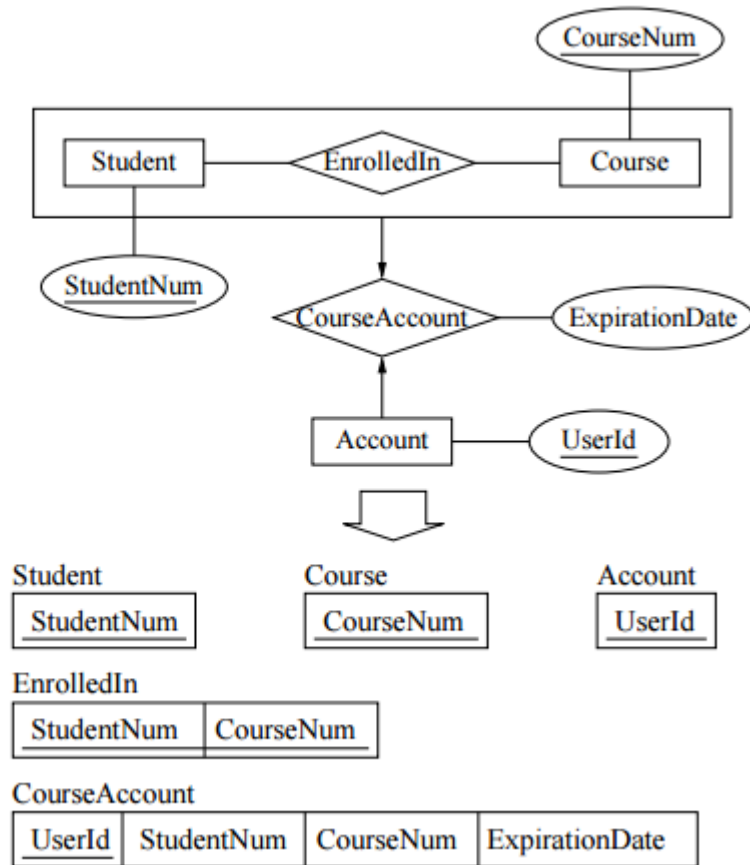 CourseNum
Student EnrolledIn Course
StudentNum
CourseAccount ExpirationDate
Account UserId
Student Course Account
StudentNum CourseNum UserId
EnrolledIn
StudentNum CourseNum
CourseAccount
UserId StudentNum CourseNum ExpirationDate